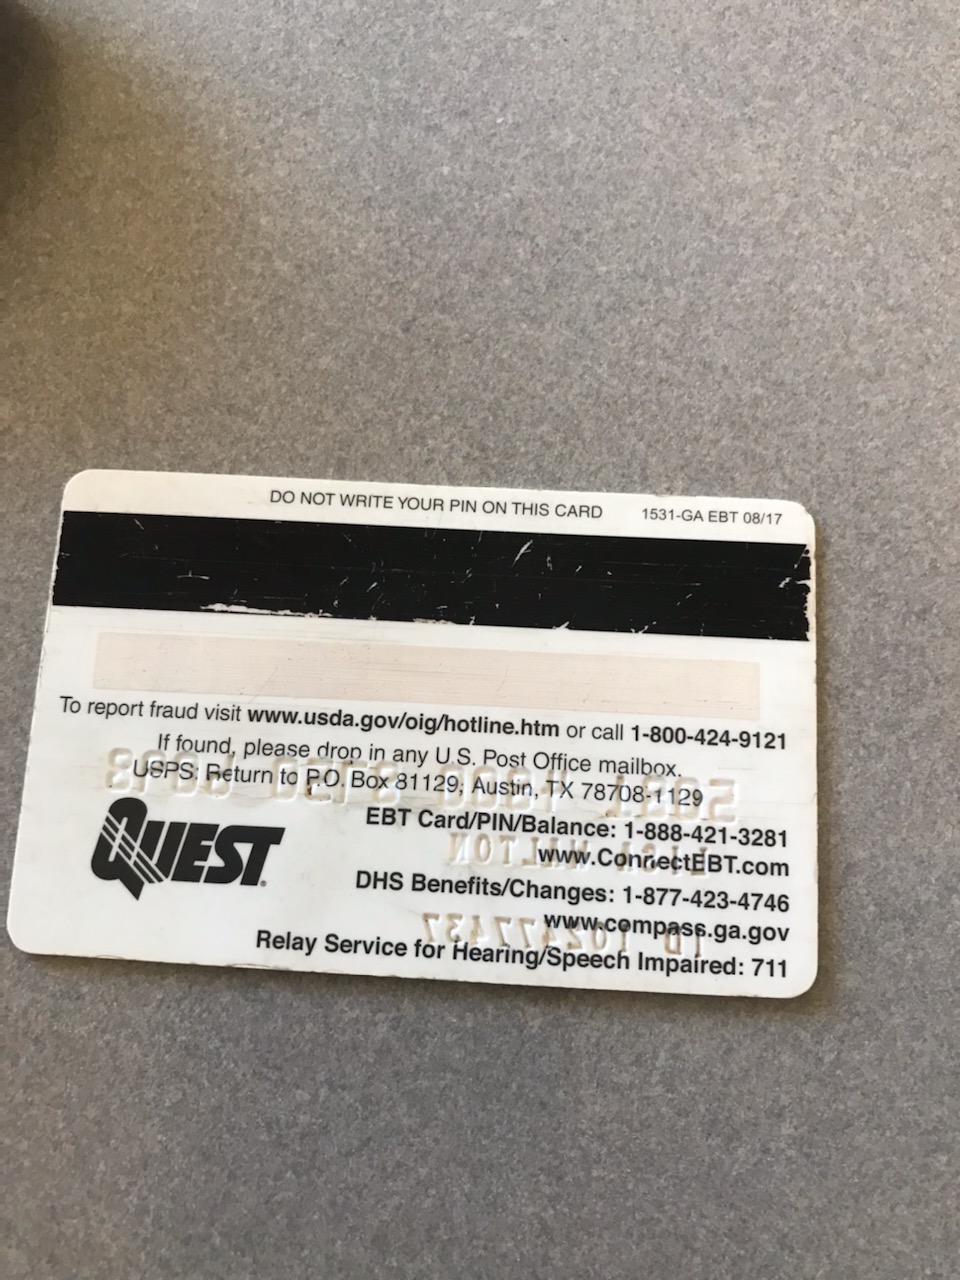 DO NOT WRITE YOUR PIN ON THIS CARD 1531-GA EBT 08/17
To report fraud visit www.usda.gov/oig/hotline.htm or call 1-800-424-9121
If found, please drop in any U.S. Post Office mailbox.
USPS: Return to P.O. Box 81129, Austin, TX 78708-1129
EBT Card/PIN/Balance: 1-888-421-3281
www.ConnectEBT.com
DHS Benefits/Changes: 1-877-423-4746
www.compass.ga.gov
Relay Service for Hearing/Speech Impaired: 711
QUEST